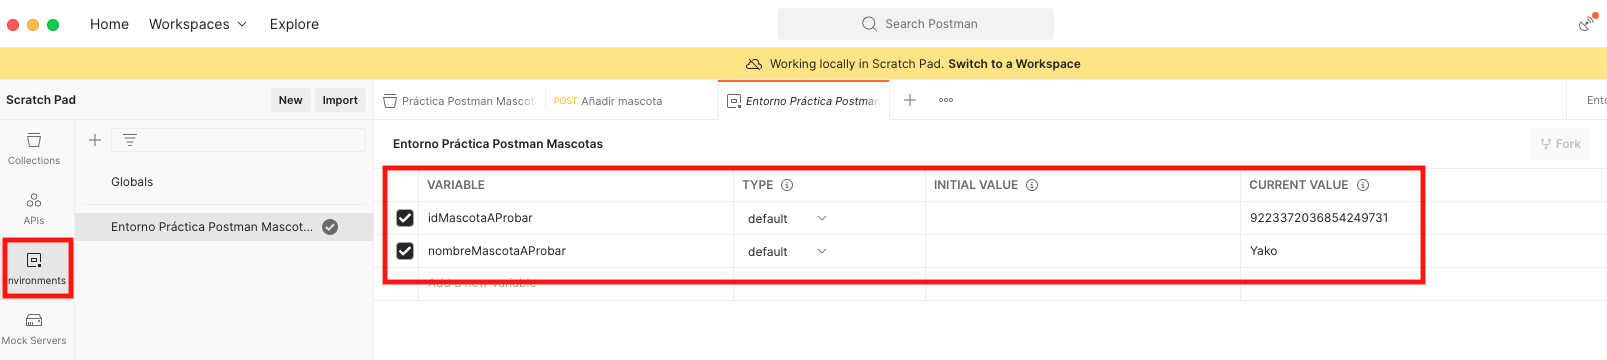 Home Workspaces Explore Search Postman
Working locally in Scratch Pad. Switch to a Workspace
Scratch Pad New Import
Práctica Postman Mascot POST Añadir mascota Entorno Práctica Postman Ento
Collections
Entorno Práctica Postman Mascotas Fork
Globals
VARIABLE TYPE INITIAL VALUE CURRENT VALUE
APIs
idMascotaAProbar default 9223372036854249731
Entorno Práctica Postman Mascot...
nombreMascotaAProbar default Yako
nvironments
Add a new variable
Mock Servers